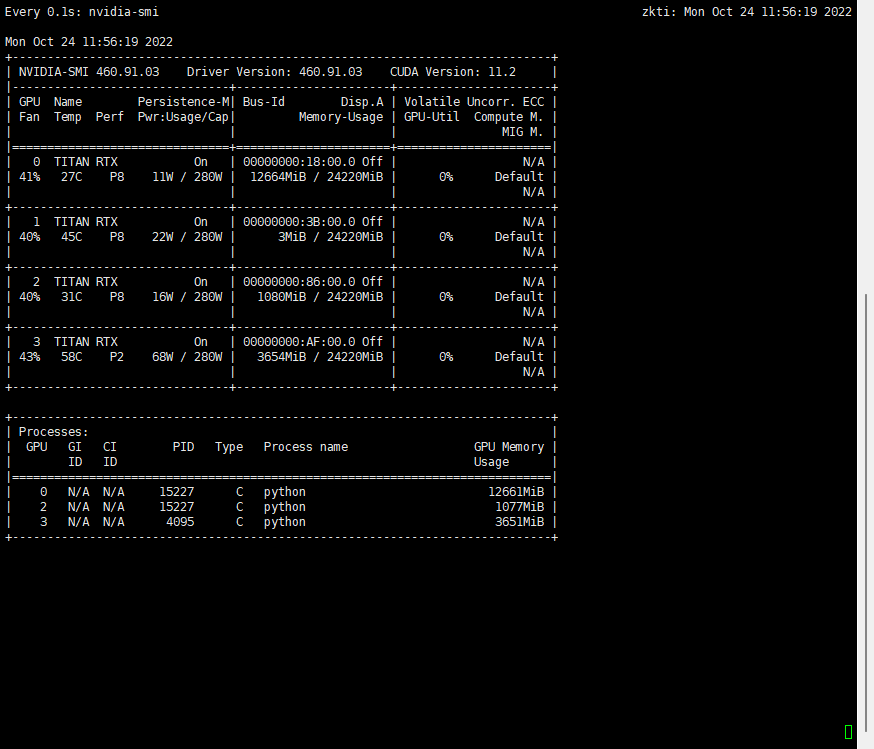 Every 0.1s: nvidia-smi                                                                     zkti: Mon Oct 24 11:56:19 2022

Mon Oct 24 11:56:19 2022
+-----------------------------------------------------------------------------+
| NVIDIA-SMI 460.91.03    Driver Version: 460.91.03    CUDA Version: 11.2     |
|-------------------------------+----------------------+----------------------+
| GPU  Name        Persistence-M| Bus-Id        Disp.A | Volatile Uncorr. ECC |
| Fan  Temp  Perf  Pwr:Usage/Cap|         Memory-Usage | GPU-Util  Compute M. |
|                               |                      |               MIG M. |
|===============================+======================+======================|
|   0  TITAN RTX           On   | 00000000:18:00.0 Off |                  N/A |
| 41%   27C    P8    11W / 280W |  12664MiB / 24220MiB |      0%      Default |
|                               |                      |                  N/A |
+-------------------------------+----------------------+----------------------+
|   1  TITAN RTX           On   | 00000000:3B:00.0 Off |                  N/A |
| 40%   45C    P8    22W / 280W |      3MiB / 24220MiB |      0%      Default |
|                               |                      |                  N/A |
+-------------------------------+----------------------+----------------------+
|   2  TITAN RTX           On   | 00000000:86:00.0 Off |                  N/A |
| 40%   31C    P8    16W / 280W |   1080MiB / 24220MiB |      0%      Default |
|                               |                      |                  N/A |
+-------------------------------+----------------------+----------------------+
|   3  TITAN RTX           On   | 00000000:AF:00.0 Off |                  N/A |
| 43%   58C    P2    68W / 280W |   3654MiB / 24220MiB |      0%      Default |
|                               |                      |                  N/A |
+-------------------------------+----------------------+----------------------+

+-----------------------------------------------------------------------------+
| Processes:                                                                  |
|  GPU   GI   CI        PID   Type   Process name                  GPU Memory |
|        ID   ID                                                   Usage      |
|=============================================================================|
|    0   N/A  N/A     15227      C   python                          12661MiB |
|    2   N/A  N/A     15227      C   python                           1077MiB |
|    3   N/A  N/A      4095      C   python                           3651MiB |
+-----------------------------------------------------------------------------+